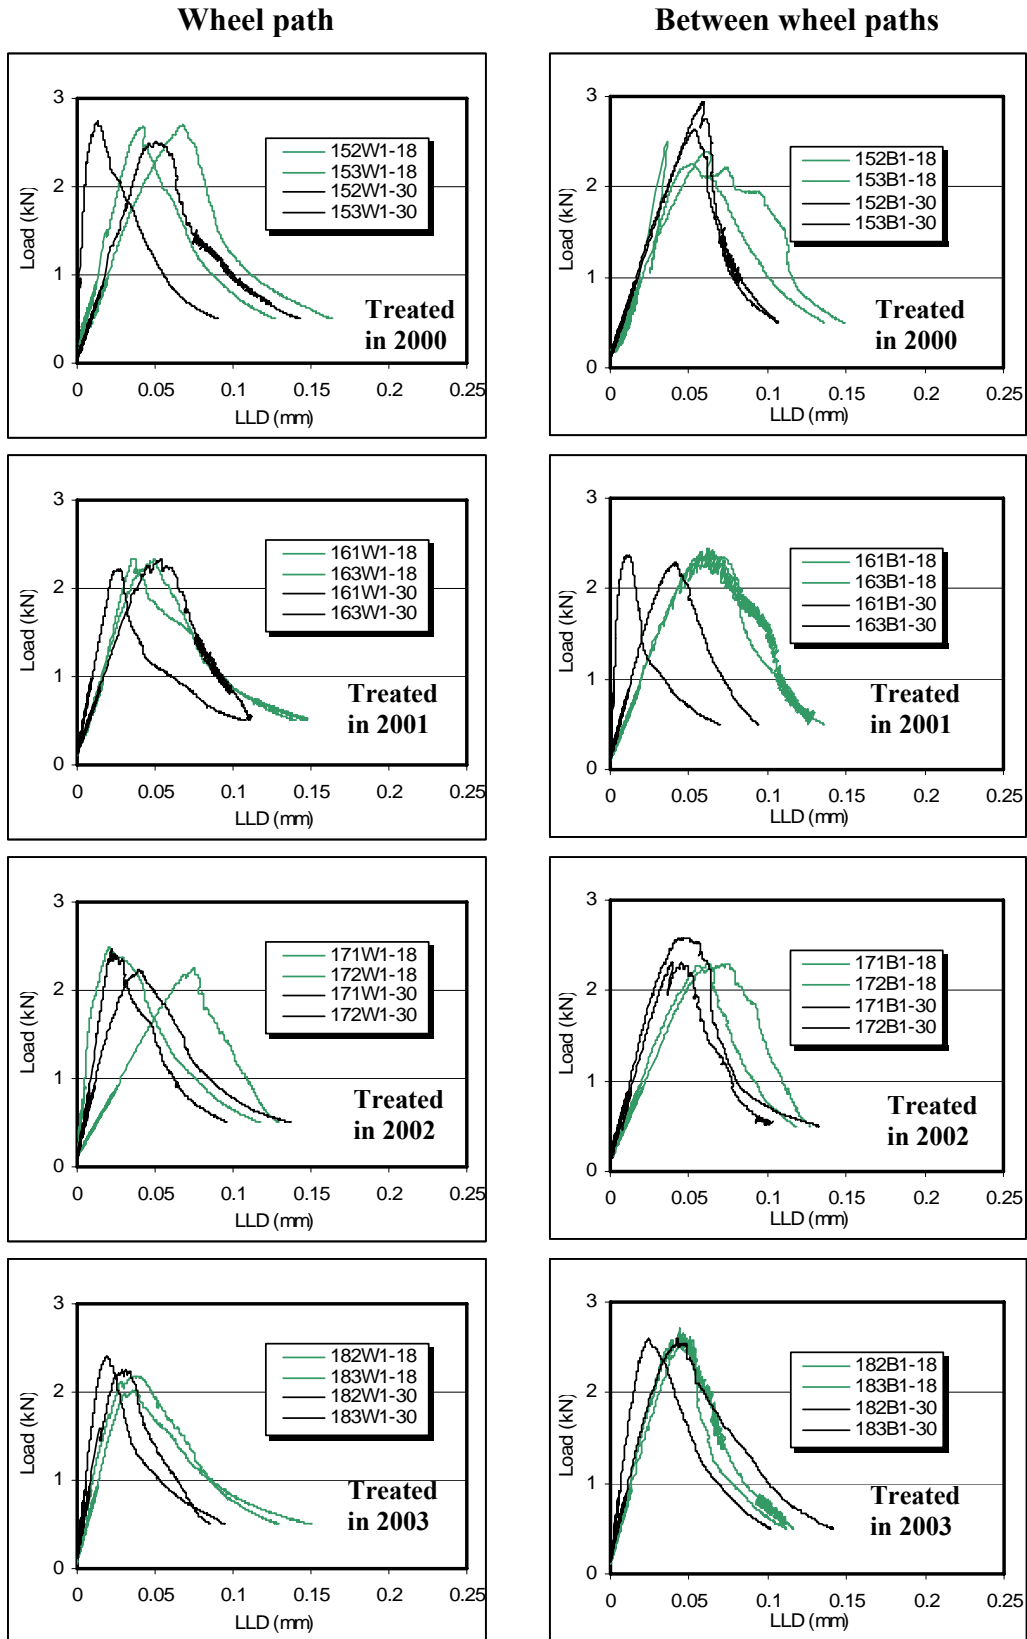 Wheel path
Between wheel paths
3
2
1
0
Load (kN)
152W1-18
153W1-18
152W1-30
153W1-30
Treated
in 2000
0 0.05 0.1 0.15 0.2 0.25
LLD (mm)
3
2
1
0
Load (kN)
152B1-18
153B1-18
152B1-30
153B1-30
Treated
in 2000
0 0.05 0.1 0.15 0.2 0.25
LLD (mm)
3
2
1
0
Load (kN)
161W1-18
163W1-18
161W1-30
163W1-30
Treated
in 2001
0 0.05 0.1 0.15 0.2 0.25
LLD (mm)
3
2
1
0
Load (kN)
161B1-18
163B1-18
161B1-30
163B1-30
Treated
in 2001
0 0.05 0.1 0.15 0.2 0.25
LLD (mm)
3
2
1
0
Load (kN)
171W1-18
172W1-18
171W1-30
172W1-30
Treated
in 2002
0 0.05 0.1 0.15 0.2 0.25
LLD (mm)
3
2
1
0
Load (kN)
171B1-18
172B1-18
171B1-30
172B1-30
Treated
in 2002
0 0.05 0.1 0.15 0.2 0.25
LLD (mm)
3
2
1
0
Load (kN)
182W1-18
183W1-18
182W1-30
183W1-30
Treated
in 2003
0 0.05 0.1 0.15 0.2 0.25
LLD (mm)
3
2
1
0
Load (kN)
182B1-18
183B1-18
182B1-30
183B1-30
Treated
in 2003
0 0.05 0.1 0.15 0.2 0.25
LLD (mm)